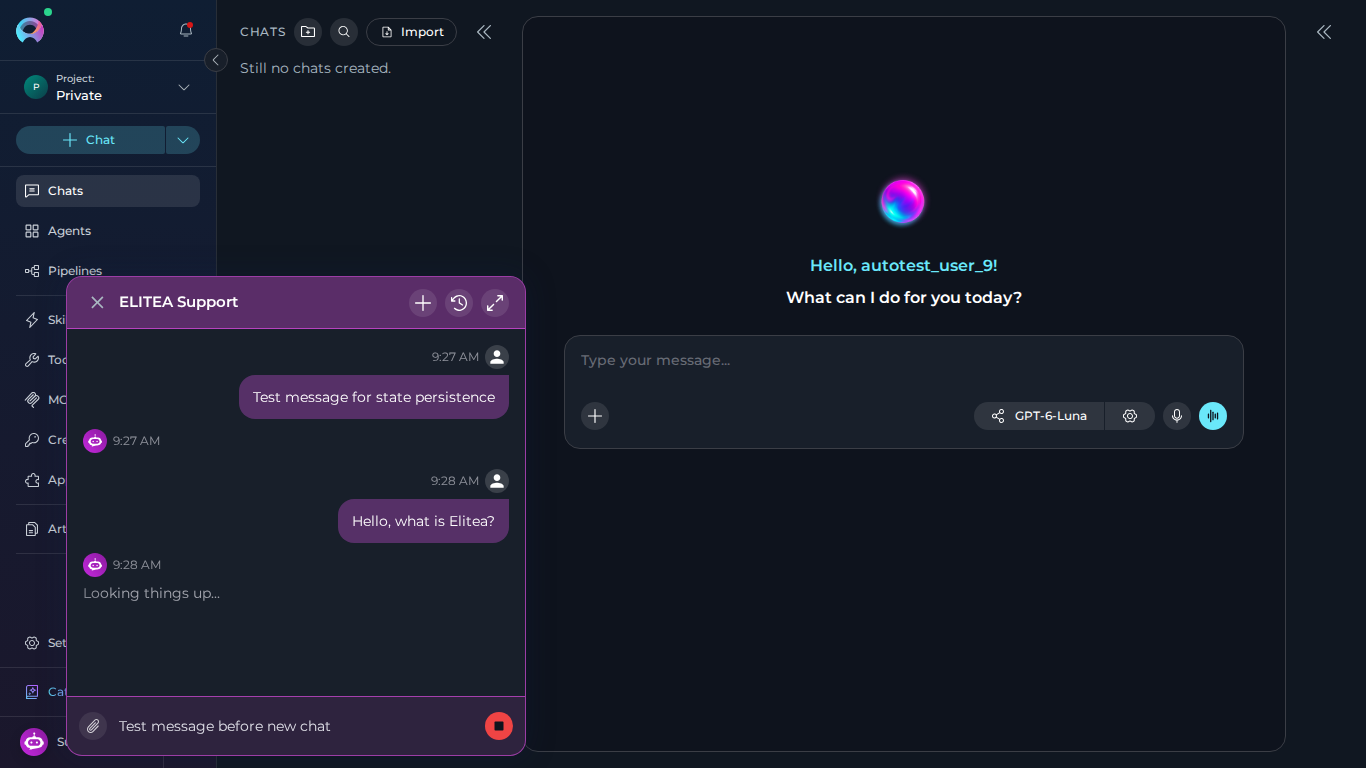 Project:
P
Private
Chat
Chats
Agents
Pipelines
Ski
Too
MC
Cre
Ap
Art
Set
Cat
CHATS
Import
Still no chats created.
ELITEA Support
9:27 AM
Test message for state persistence
9:27 AM
9:28 AM
Hello, what is Elitea?
9:28 AM
Looking things up...
Test message before new chat
Hello, autotest_user_9!
What can I do for you today?
Type your message...
GPT-6-Luna